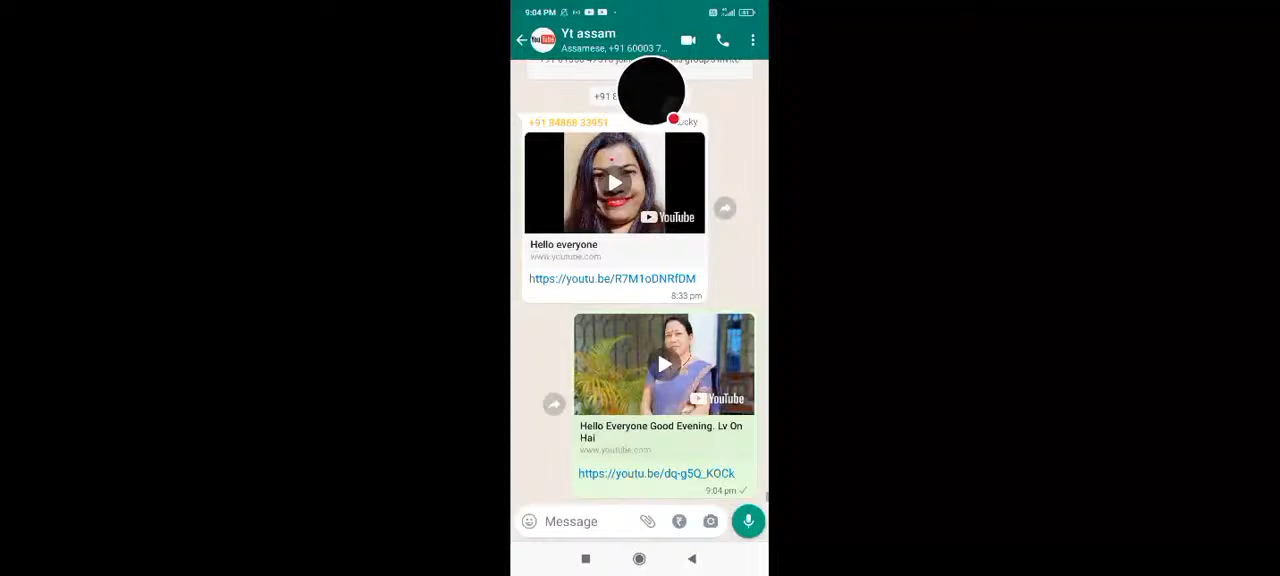 9:04 PM
Yt assam
Assamese, +91 60003 7...
+91 8
+91 84868 33951
YouTube
Hello everyone
www.youtube.com
https://youtu.be/R7M1oDNRfDM
8:33 pm
YouTube
Hello Everyone Good Evening. Lv On
Hai
www.youtube.com
https://youtu.be/dq-g5Q_KOCk
9:04 pm
Message